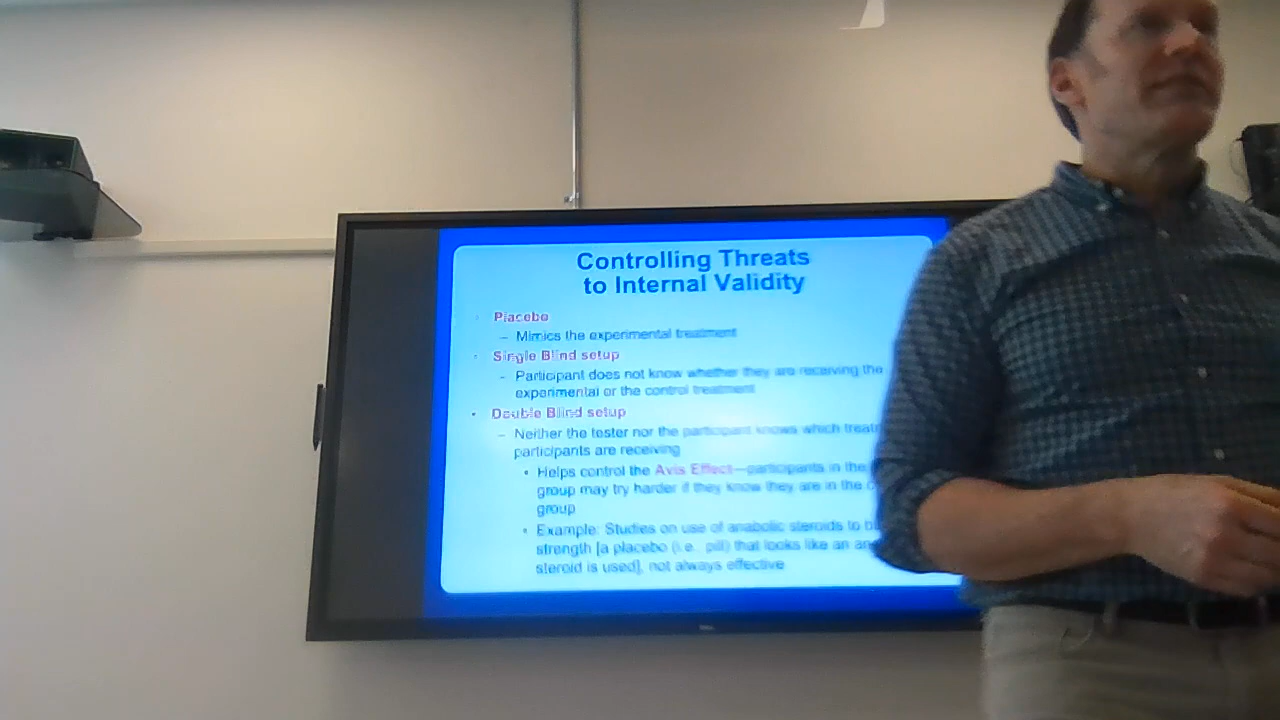 Controlling Threats
to Internal Validity
• Placebo
– Mimics the experimental treatment
• Single Blind setup
– Participant does not know whether they are receiving the
experimental or the control treatment
• Double Blind setup
– Neither the tester nor the participant knows which
participants are receiving
• Helps control the Avis Effect—participants in the
group may try harder if they know they are in the
group
• Example: Studies on use of anabolic steroids to
strength [a placebo (i.e. pill) that looks like an
steroid is used], not always effective
DELL